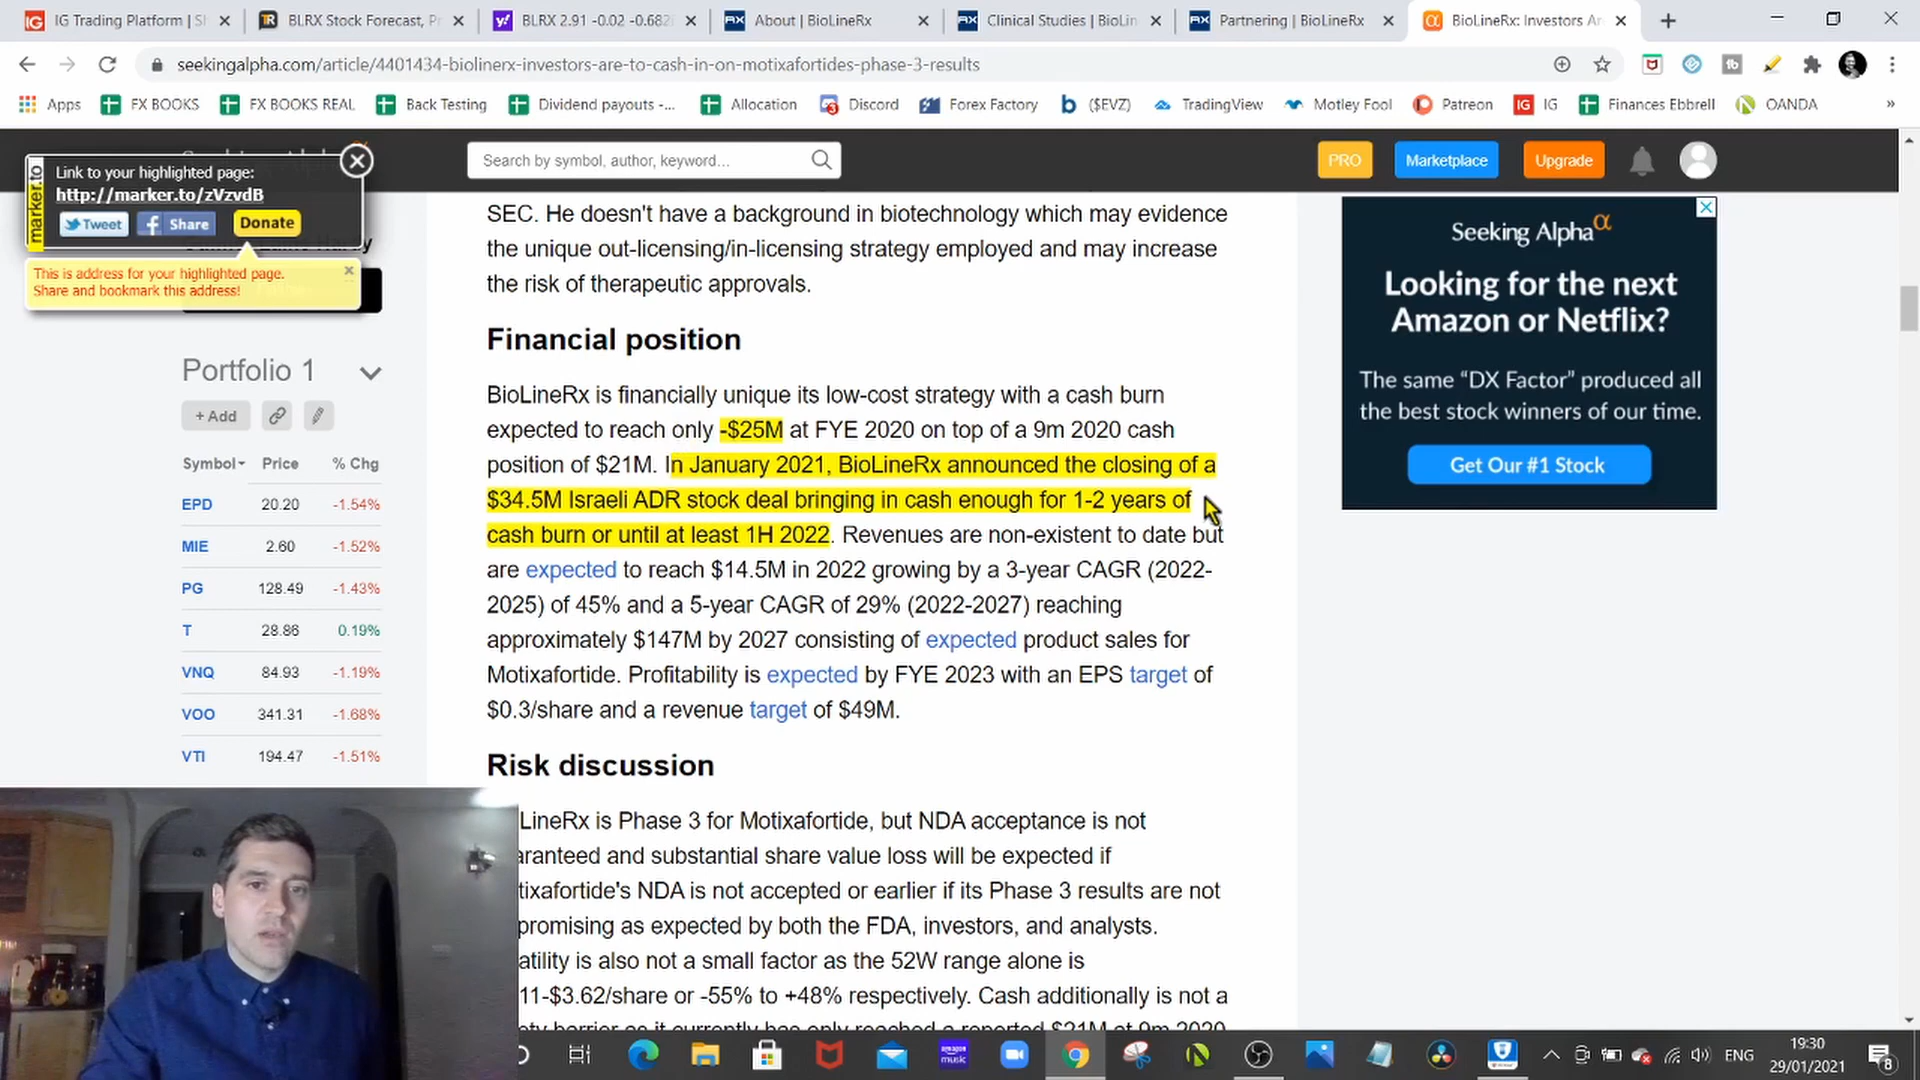 IG Trading Platform | S
BLRX Stock Forecast, Pr
BLRX 2.91 -0.02 -0.682
About | BioLineRx
Clinical Studies | BioLin
Partnering | BioLineRx
BioLineRx: Investors Ar
seekingalpha.com/article/4401434-biolinerx-investors-are-to-cash-in-on-motixafortides-phase-3-results
Apps
FX BOOKS
FX BOOKS REAL
Back Testing
Dividend payouts -...
Allocation
Discord
Forex Factory
($EVZ)
TradingView
Motley Fool
Patreon
IG
Finances Ebbrell
OANDA
»
Search by symbol, author, keyword...
PRO
Marketplace
Upgrade
marker.to
Link to your highlighted page:
http://marker.to/zVzvdB
Tweet
Share
Donate
This is address for your highlighted page.
Share and bookmark this address!
Portfolio 1
+ Add
Symbol Price % Chg
EPD 20.20 -1.54%
MIE 2.60 -1.52%
PG 128.49 -1.43%
T 28.86 0.19%
VNQ 84.93 -1.19%
VOO 341.31 -1.68%
VTI 194.47 -1.51%
SEC. He doesn't have a background in biotechnology which may evidence
the unique out-licensing/in-licensing strategy employed and may increase
the risk of therapeutic approvals.
Financial position
BioLineRx is financially unique its low-cost strategy with a cash burn
expected to reach only -$25M at FYE 2020 on top of a 9m 2020 cash
position of $21M. In January 2021, BioLineRx announced the closing of a
$34.5M Israeli ADR stock deal bringing in cash enough for 1-2 years of
cash burn or until at least 1H 2022. Revenues are non-existent to date but
are expected to reach $14.5M in 2022 growing by a 3-year CAGR (2022-
2025) of 45% and a 5-year CAGR of 29% (2022-2027) reaching
approximately $147M by 2027 consisting of expected product sales for
Motixafortide. Profitability is expected by FYE 2023 with an EPS target of
$0.3/share and a revenue target of $49M.
Risk discussion
LineRx is Phase 3 for Motixafortide, but NDA acceptance is not
aranteed and substantial share value loss will be expected if
tixafortide's NDA is not accepted or earlier if its Phase 3 results are not
promising as expected by both the FDA, investors, and analysts.
atility is also not a small factor as the 52W range alone is
11-$3.62/share or -55% to +48% respectively. Cash additionally is not a
ety barrier as it currently has only reached a reported $21M at 9m 2020
Seeking Alpha α
Looking for the next
Amazon or Netflix?
The same “DX Factor” produced all
the best stock winners of our time.
Get Our #1 Stock
amazon music
ENG
19:30
29/01/2021
8